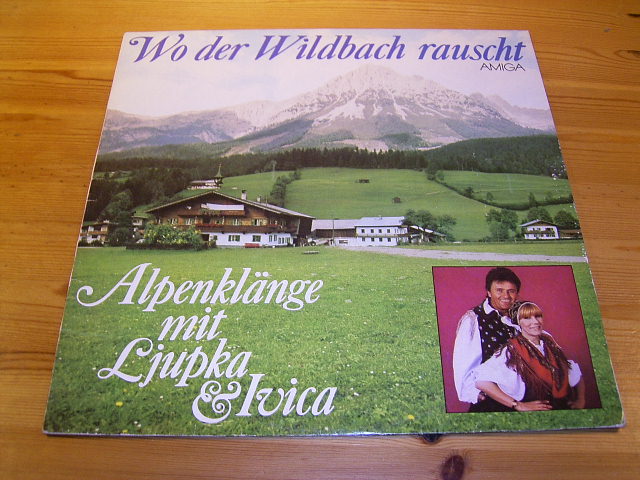 Wo der Wildbach rauscht
AMIGA
Alpenklänge
mit
Ljupka
& Ivica